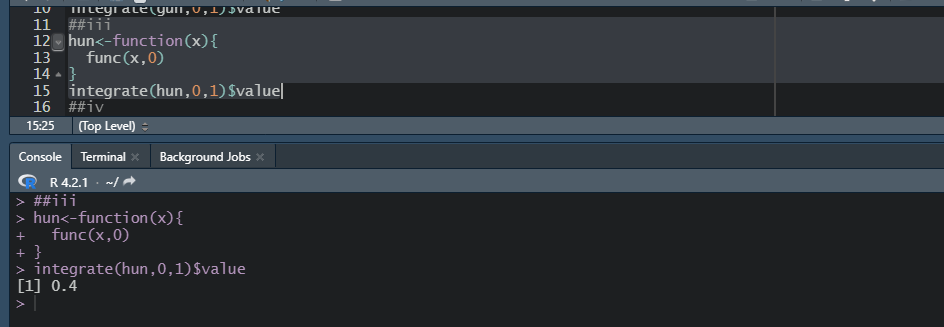 10 integrate(gun,0,1)$value
11 ##iii
12 hun<-function(x){
13 func(x,0)
14 }
15 integrate(hun,0,1)$value
16 ##iv
15:25 (Top Level)
Console Terminal Background Jobs
R 4.2.1 · ~/
> ##iii
> hun<-function(x){
+ func(x,0)
+ }
> integrate(hun,0,1)$value
[1] 0.4
>